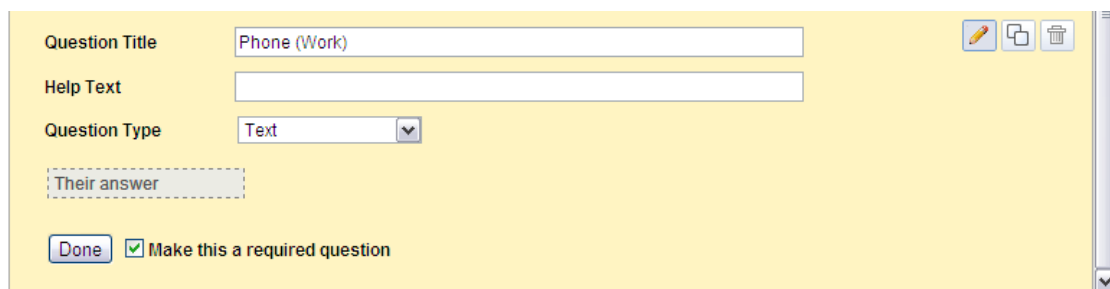 Question Title Phone (Work)
Help Text
Question Type Text
Their answer
Done Make this a required question